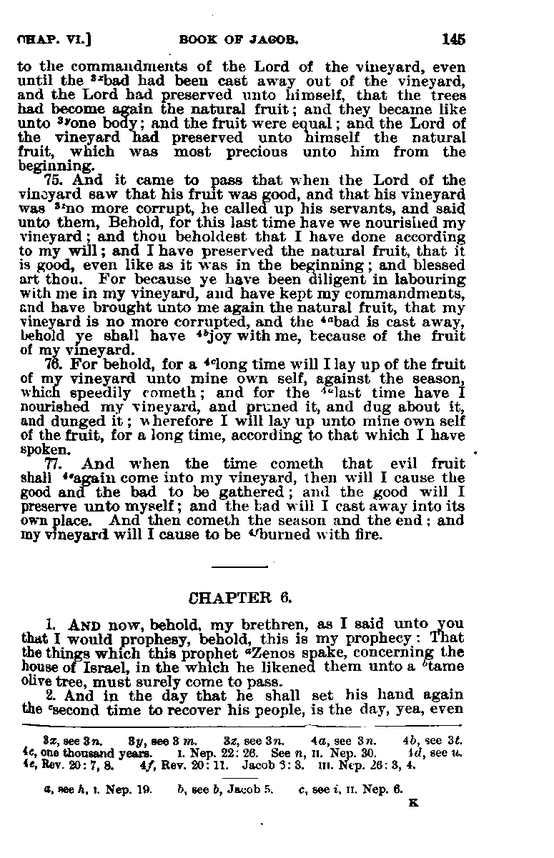 CHAP. VI.] BOOK OF JACOB. 145
to the commandments of the Lord of the vineyard, even
until the 3xbad had been cast away out of the vineyard,
and the Lord had preserved unto himself, that the trees
had become again the natural fruit; and they became like
unto 3yone body; and the fruit were equal; and the Lord of
the vineyard had preserved unto himself the natural
fruit, which was most precious unto him from the
beginning.
75. And it came to pass that when the Lord of the
vineyard saw that his fruit was good, and that his vineyard
was 3zno more corrupt, he called up his servants, and said
unto them, Behold, for this last time have we nourished my
vineyard; and thou beholdest that I have done according
to my will; and I have preserved the natural fruit, that it
is good, even like as it was in the beginning; and blessed
art thou. For because ye have been diligent in labouring
with me in my vineyard, and have kept my commandments,
and have brought unto me again the natural fruit, that my
vineyard is no more corrupted, and the 4abad is cast away,
behold ye shall have 4bjoy with me, because of the fruit
of my vineyard.
76. For behold, for a 4clong time will I lay up of the fruit
of my vineyard unto mine own self, against the season,
which speedily cometh; and for the 4dlast time have I
nourished my vineyard, and pruned it, and dug about it,
and dunged it; wherefore I will lay up unto mine own self
of the fruit, for a long time, according to that which I have
spoken.
77. And when the time cometh that evil fruit
shall 4eagain come into my vineyard, then will I cause the
good and the bad to be gathered; and the good will I
preserve unto myself; and the bad will I cast away into its
own place. And then cometh the season and the end; and
my vineyard will I cause to be 4fburned with fire.
CHAPTER 6.
1. AND now, behold, my brethren, as I said unto you
that I would prophesy, behold, this is my prophecy: That
the things which this prophet aZenos spake, concerning the
house of Israel, in the which he likened them unto a btame
olive tree, must surely come to pass.
2. And in the day that he shall set his hand again
the csecond time to recover his people, is the day, yea, even
3x, see 3n. 3y, see 3 m. 3z, see 3n. 4a, see 3n. 4b, see 3t.
4c, one thousand years. I. Nep. 22: 26. See n, II. Nep. 30. 4d, see u.
4e, Rev. 20: 7, 8. 4f, Rev. 20: 11. Jacob 6: 3. III. Nep. 26: 3, 4.
a, see h, I. Nep. 19. b, see b, Jacob 5. c, see i, II. Nep. 6.
K